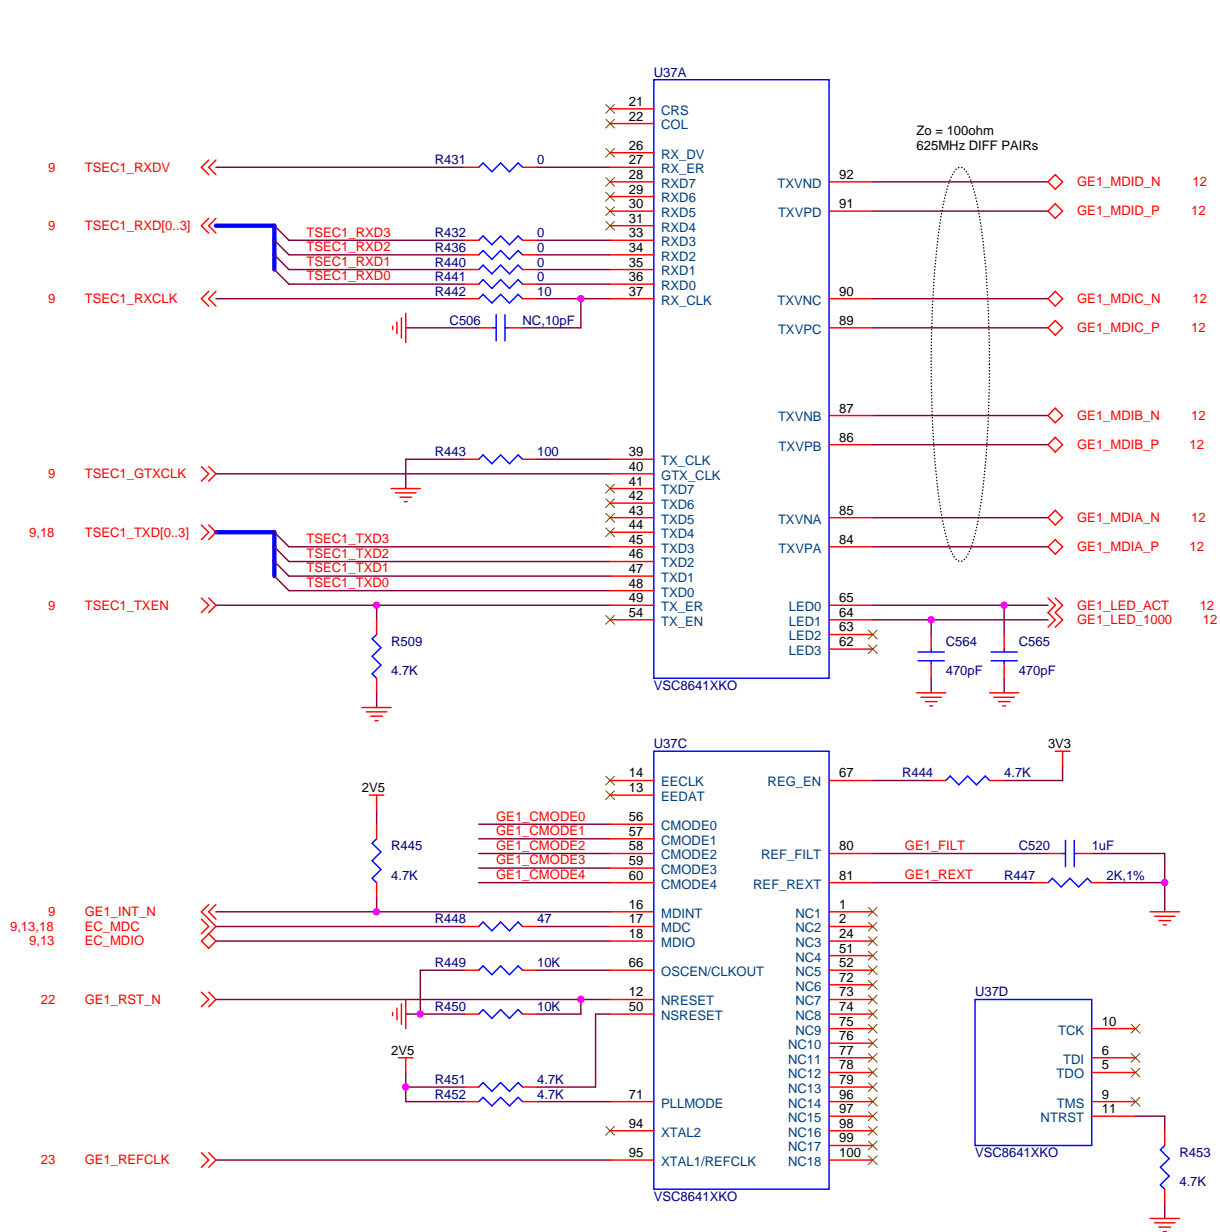 U37A
21 CRS
22 COL
Zo = 100ohm
625MHz DIFF PAIRs
26 RX_DV
9 TSEC1_RXDV R431 0 27 RX_ER
28 RXD7 TXVND 92 GE1_MDID_N 12
29 RXD6
30 RXD5 TXVPD 91 GE1_MDID_P 12
9 TSEC1_RXD[0..3] 31 RXD4
TSEC1_RXD3 R432 0 33 RXD3
TSEC1_RXD2 R436 0 34 RXD2
TSEC1_RXD1 R440 0 35 RXD1
TSEC1_RXD0 R441 0 36 RXD0
9 TSEC1_RXCLK R442 10 37 RX_CLK TXVNC 90 GE1_MDIC_N 12
C506 NC,10pF TXVPC 89 GE1_MDIC_P 12
TXVNB 87 GE1_MDIB_N 12
TXVPB 86 GE1_MDIB_P 12
R443 100 39 TX_CLK
9 TSEC1_GTXCLK 40 GTX_CLK
41 TXD7
42 TXD6
43 TXD5 TXVNA 85 GE1_MDIA_N 12
9,18 TSEC1_TXD[0..3] 44 TXD4
TSEC1_TXD3 45 TXD3 TXVPA 84 GE1_MDIA_P 12
TSEC1_TXD2 46 TXD2
TSEC1_TXD1 47 TXD1
TSEC1_TXD0 48 TXD0
9 TSEC1_TXEN 49 TX_ER LED0 65 GE1_LED_ACT 12
54 TX_EN LED1 64 GE1_LED_1000 12
LED2 63
R509 LED3 62 C564 C565
4.7K 470pF 470pF
VSC8641XKO
U37C 3V3
14 EECLK REG_EN 67 R444 4.7K
2V5 13 EEDAT
GE1_CMODE0 56 CMODE0
GE1_CMODE1 57 CMODE1
R445 GE1_CMODE2 58 CMODE2 REF_FILT 80 GE1_FILT C520 1uF
GE1_CMODE3 59 CMODE3
4.7K GE1_CMODE4 60 CMODE4 REF_REXT 81 GE1_REXT R447 2K,1%
9 GE1_INT_N 16 MDINT NC1 1
9,13,18 EC_MDC R448 47 17 MDC NC2 2
9,13 EC_MDIO 18 MDIO NC3 24
NC4 51
R449 10K 66 OSCEN/CLKOUT NC5 52
NC6 72
22 GE1_RST_N 12 NRESET NC7 73
R450 10K 50 NSRESET NC8 74
NC9 75
NC10 76
2V5 NC11 77
NC12 78
R451 4.7K NC13 79
R452 4.7K 71 PLLMODE NC14 96
NC15 97
94 XTAL2 NC16 98
NC17 99
23 GE1_REFCLK 95 XTAL1/REFCLK NC18 100
VSC8641XKO
U37D
TCK 10
TDI 6
TDO 5
TMS 9
NTRST 11
VSC8641XKO
R453
4.7K